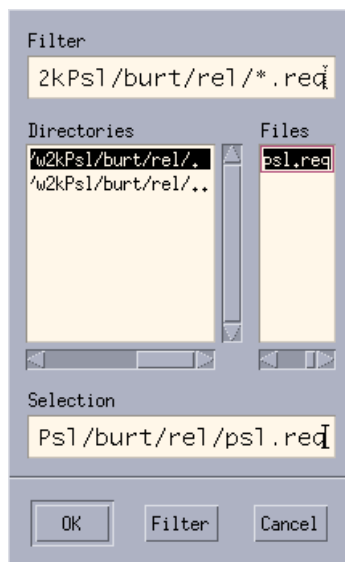 Filter
2kPsl/burt/rel/*.req
Directories
Files
/w2kPsl/burt/rel/.
/w2kPsl/burt/rel/..
psl.req
Selection
Psl/burt/rel/psl.req
OK
Filter
Cancel